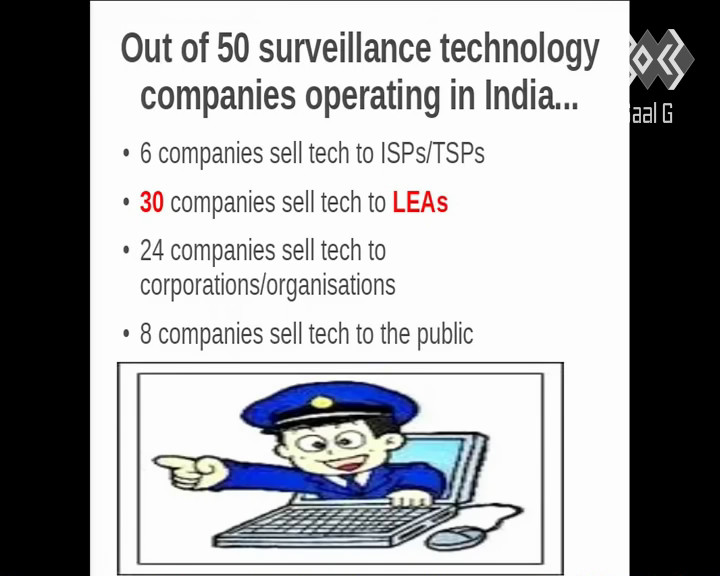 Out of 50 surveillance technology
companies operating in India...
• 6 companies sell tech to ISPs/TSPs
• 30 companies sell tech to LEAs
• 24 companies sell tech to
corporations/organisations
• 8 companies sell tech to the public
aal G